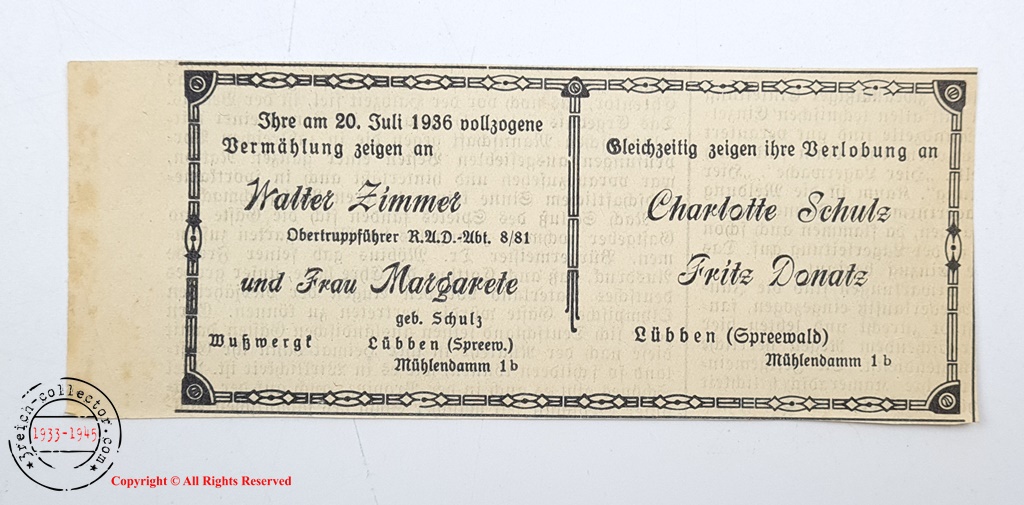 Ihre am 20. Juli 1936 vollzogene
Vermählung zeigen an
Walter Zimmer
Obertruppführer R.A.D.-Abt. 8/81
und Frau Margarete
geb. Schulz
Wußwergk
Lübben (Spreew.)
Mühlendamm 1b
Gleichzeitig zeigen ihre Verlobung an
Charlotte Schulz
Fritz Donatz
Lübben (Spreewald)
Mühlendamm 1b
3reich-collector.com
1933-1945
Copyright © All Rights Reserved